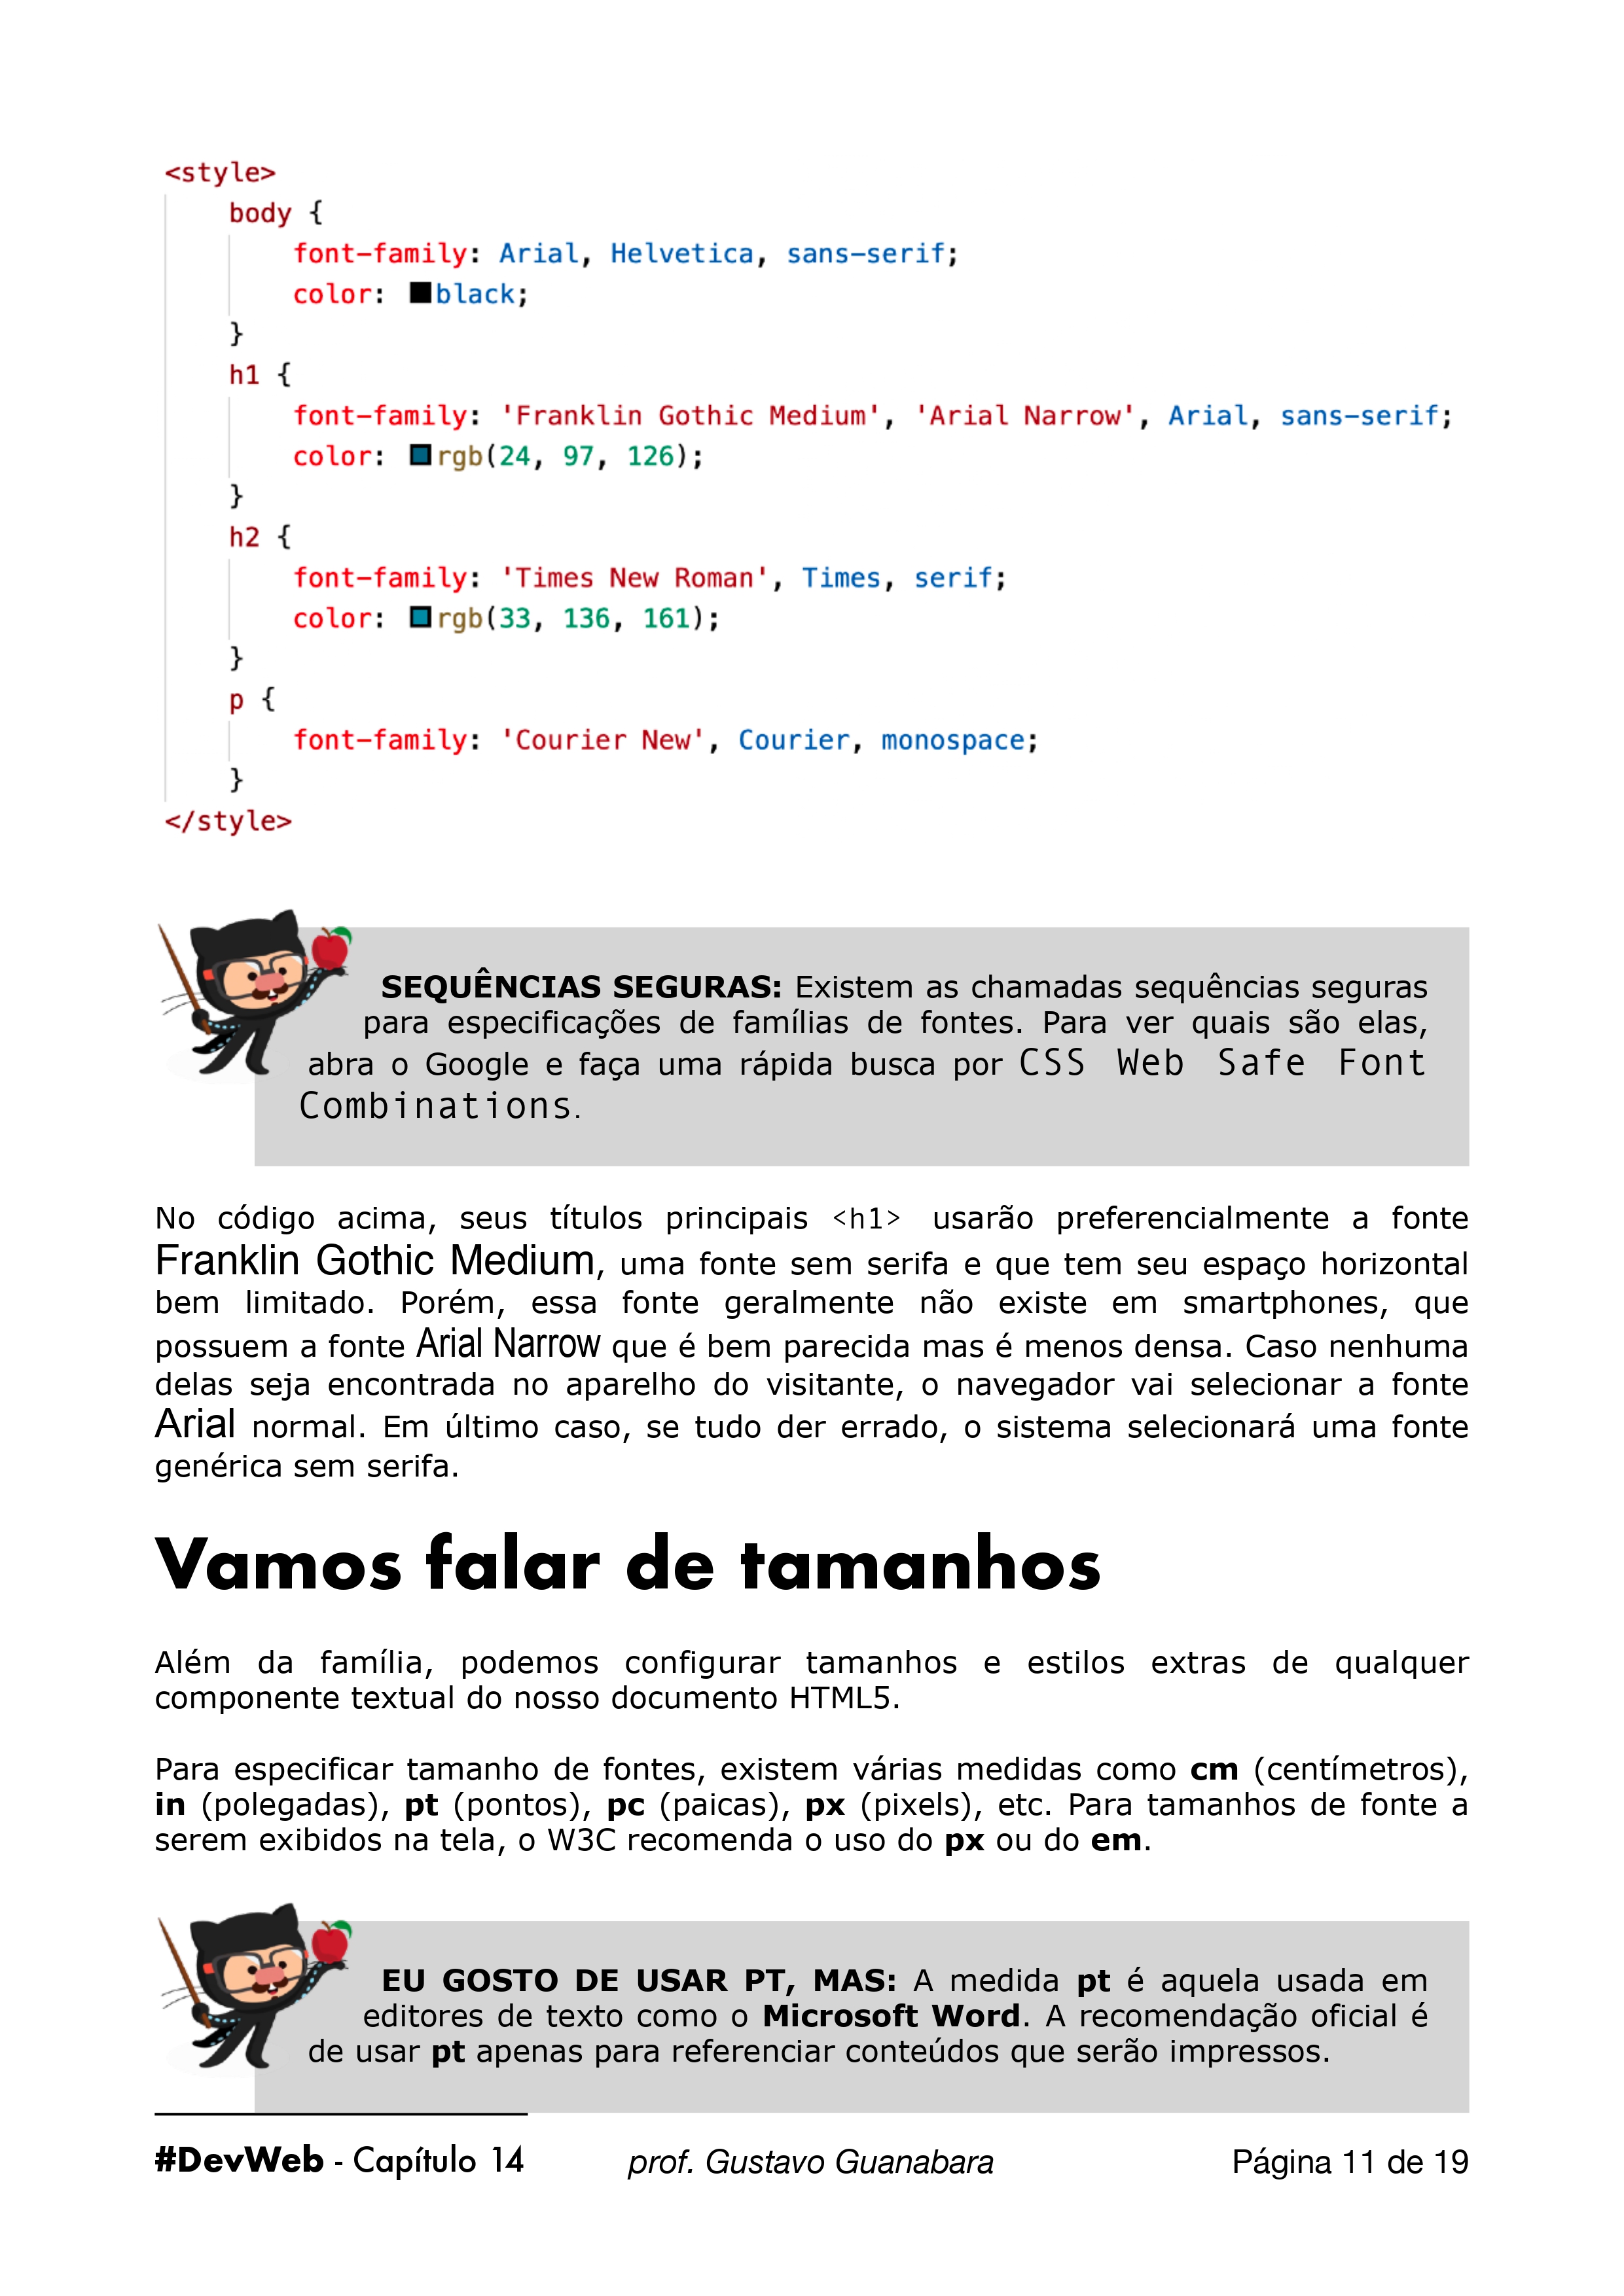 <style>
body {
font-family: Arial, Helvetica, sans-serif;
color: black;
}
h1 {
font-family: 'Franklin Gothic Medium', 'Arial Narrow', Arial, sans-serif;
color: rgb(24, 97, 126);
}
h2 {
font-family: 'Times New Roman', Times, serif;
color: rgb(33, 136, 161);
}
p {
font-family: 'Courier New', Courier, monospace;
}
</style>
SEQUÊNCIAS SEGURAS: Existem as chamadas sequências seguras
para especificações de famílias de fontes. Para ver quais são elas,
abra o Google e faça uma rápida busca por CSS Web Safe Font
Combinations.
No código acima, seus títulos principais <h1> usarão preferencialmente a fonte
Franklin Gothic Medium, uma fonte sem serifa e que tem seu espaço horizontal
bem limitado. Porém, essa fonte geralmente não existe em smartphones, que
possuem a fonte Arial Narrow que é bem parecida mas é menos densa. Caso nenhuma
delas seja encontrada no aparelho do visitante, o navegador vai selecionar a fonte
Arial normal. Em último caso, se tudo der errado, o sistema selecionará uma fonte
genérica sem serifa.
Vamos falar de tamanhos
Além da família, podemos configurar tamanhos e estilos extras de qualquer
componente textual do nosso documento HTML5.
Para especificar tamanho de fontes, existem várias medidas como cm (centímetros),
in (polegadas), pt (pontos), pc (paicas), px (pixels), etc. Para tamanhos de fonte a
serem exibidos na tela, o W3C recomenda o uso do px ou do em.
EU GOSTO DE USAR PT, MAS: A medida pt é aquela usada em
editores de texto como o Microsoft Word. A recomendação oficial é
de usar pt apenas para referenciar conteúdos que serão impressos.
#DevWeb - Capítulo 14 prof. Gustavo Guanabara Página 11 de 19